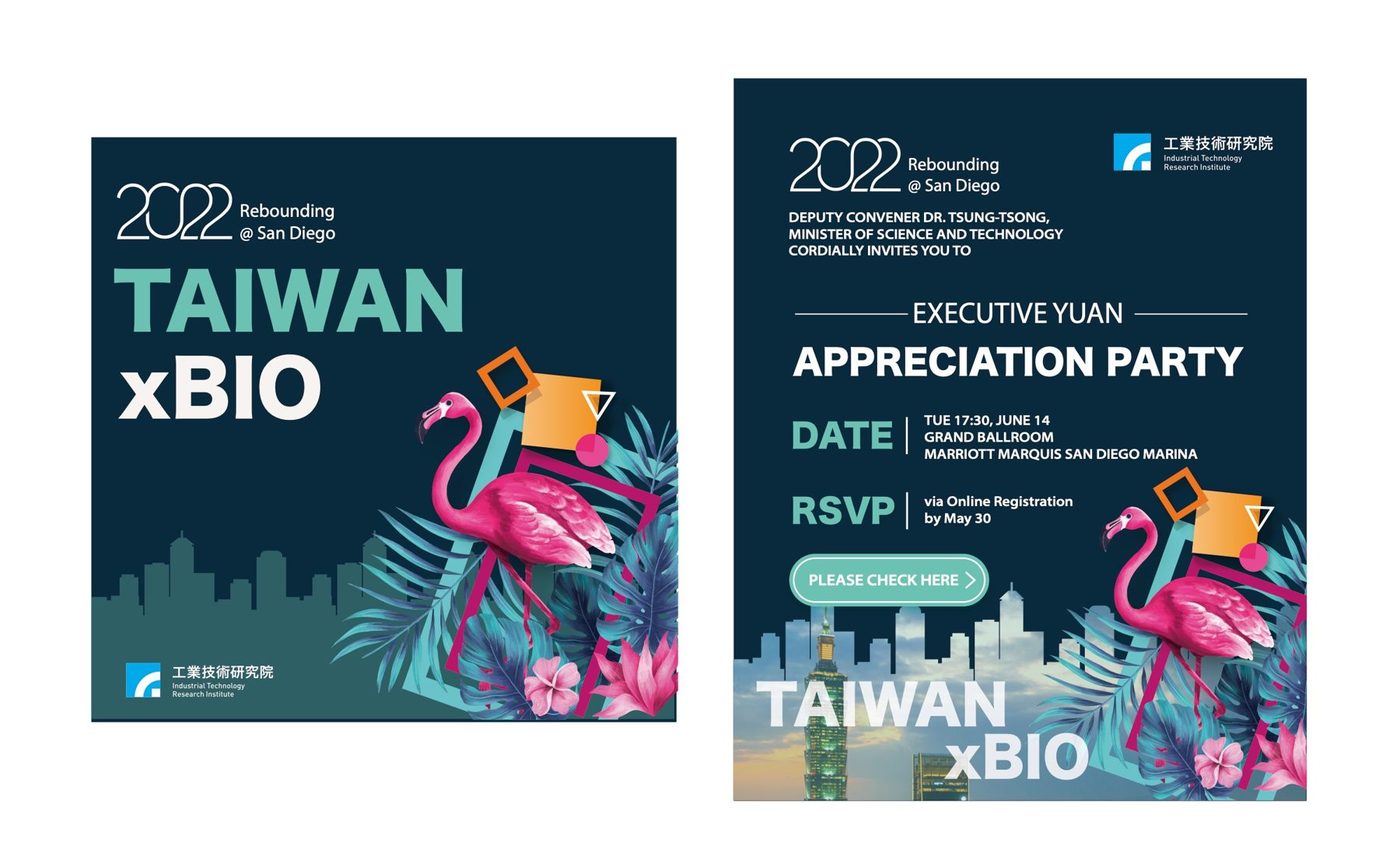 2022 Rebounding
@ San Diego
TAIWAN
xBIO
工業技術研究院
Industrial Technology
Research Institute
2022 Rebounding
@ San Diego
工業技術研究院
Industrial Technology
Research Institute
DEPUTY CONVENER DR. TSUNG-TSONG,
MINISTER OF SCIENCE AND TECHNOLOGY
CORDIALLY INVITES YOU TO
EXECUTIVE YUAN
APPRECIATION PARTY
DATE
TUE 17:30, JUNE 14
GRAND BALLROOM
MARRIOTT MARQUIS SAN DIEGO MARINA
RSVP
via Online Registration
by May 30
PLEASE CHECK HERE
TAIWAN
xBIO